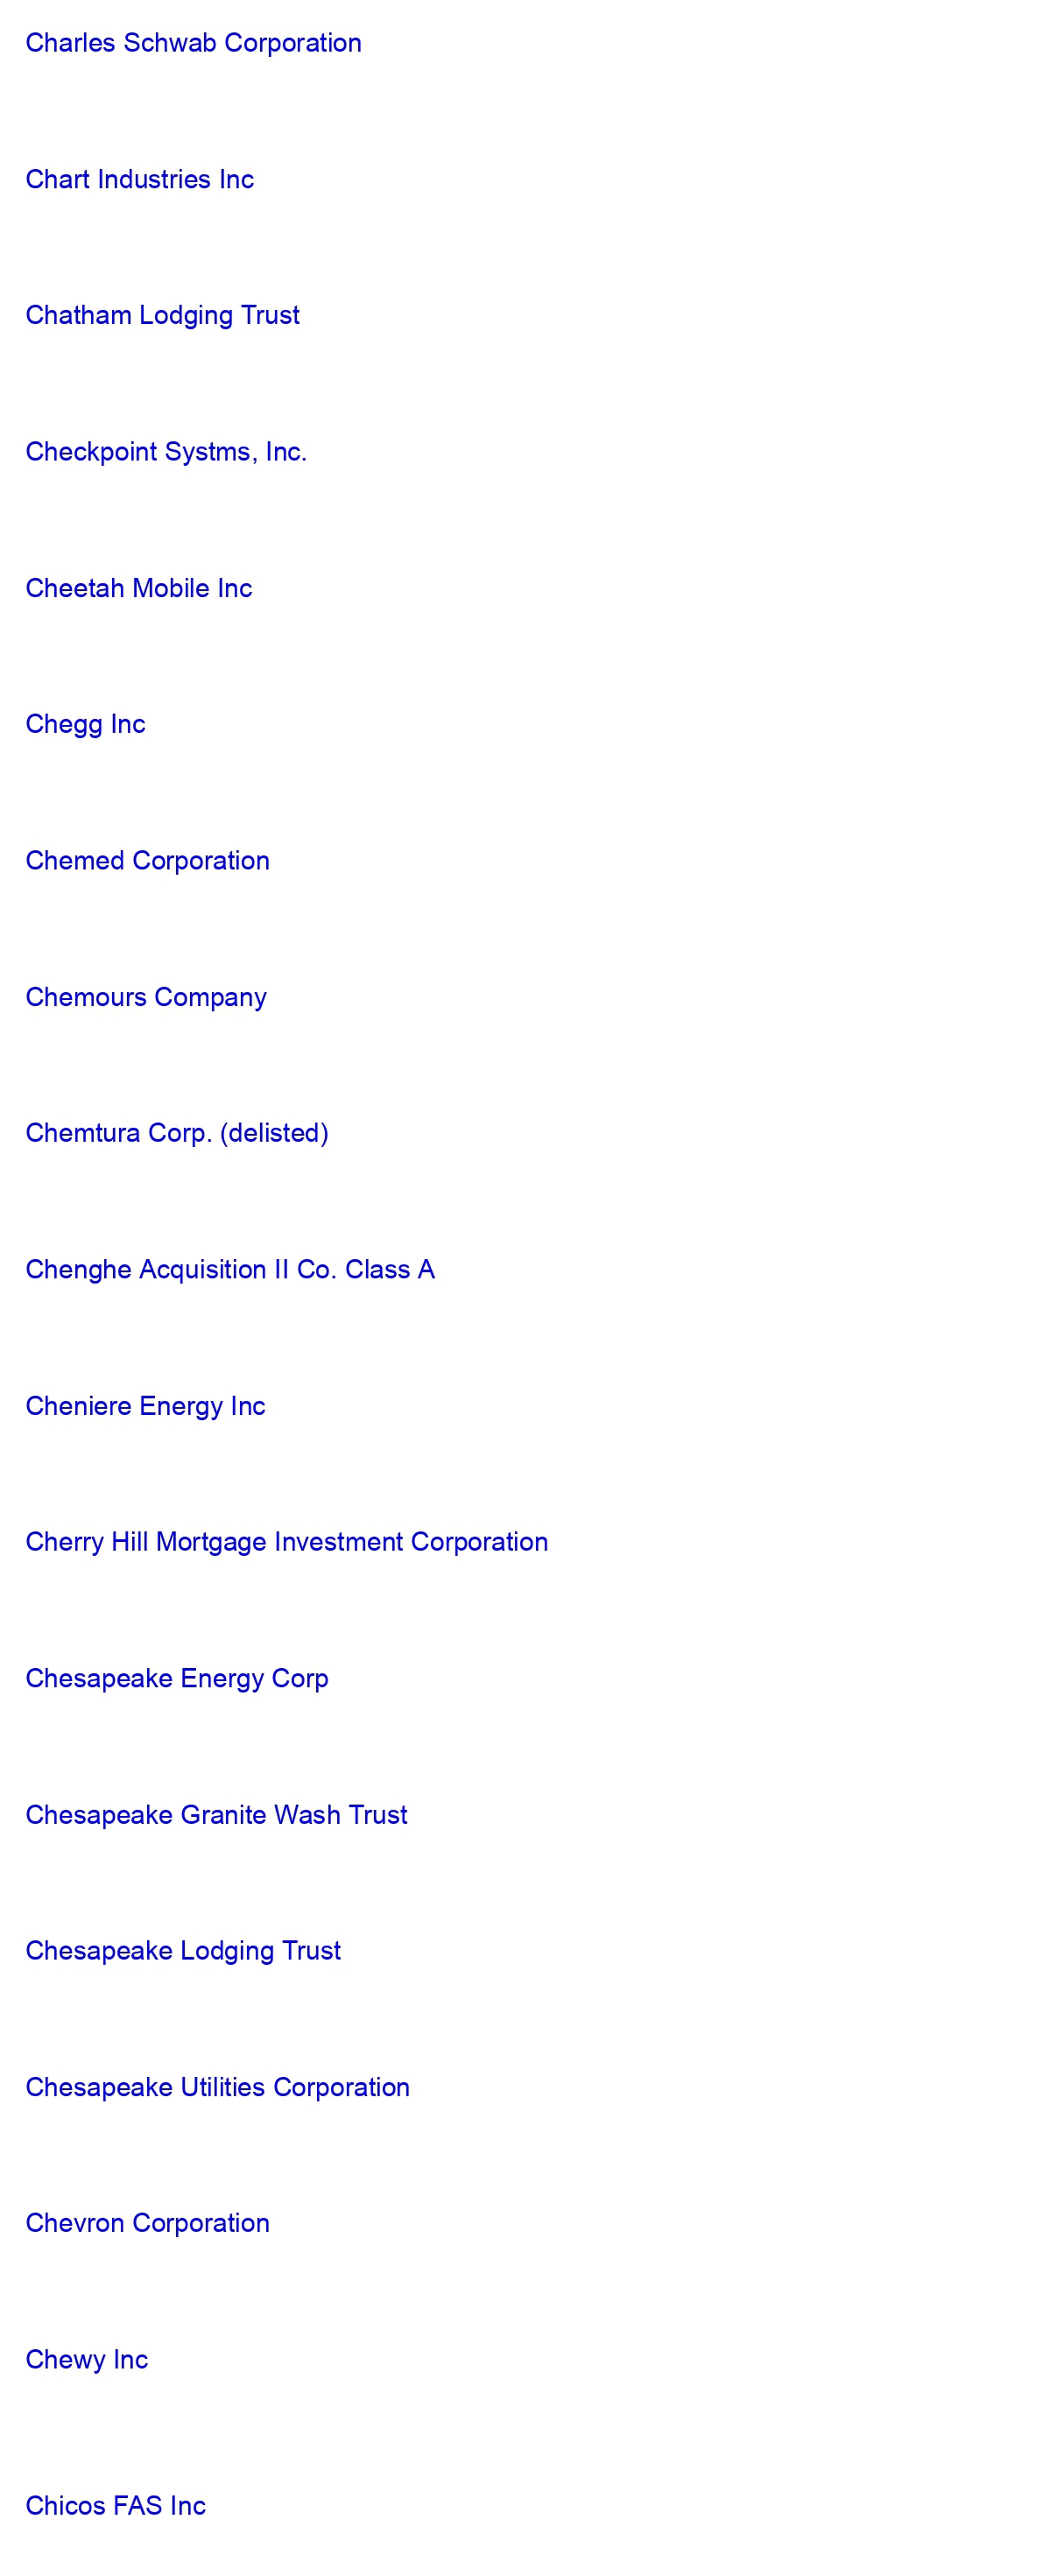 Charles Schwab Corporation
Chart Industries Inc
Chatham Lodging Trust
Checkpoint Systms, Inc.
Cheetah Mobile Inc
Chegg Inc
Chemed Corporation
Chemours Company
Chemtura Corp. (delisted)
Chenghe Acquisition II Co. Class A
Cheniere Energy Inc
Cherry Hill Mortgage Investment Corporation
Chesapeake Energy Corp
Chesapeake Granite Wash Trust
Chesapeake Lodging Trust
Chesapeake Utilities Corporation
Chevron Corporation
Chewy Inc
Chicos FAS Inc